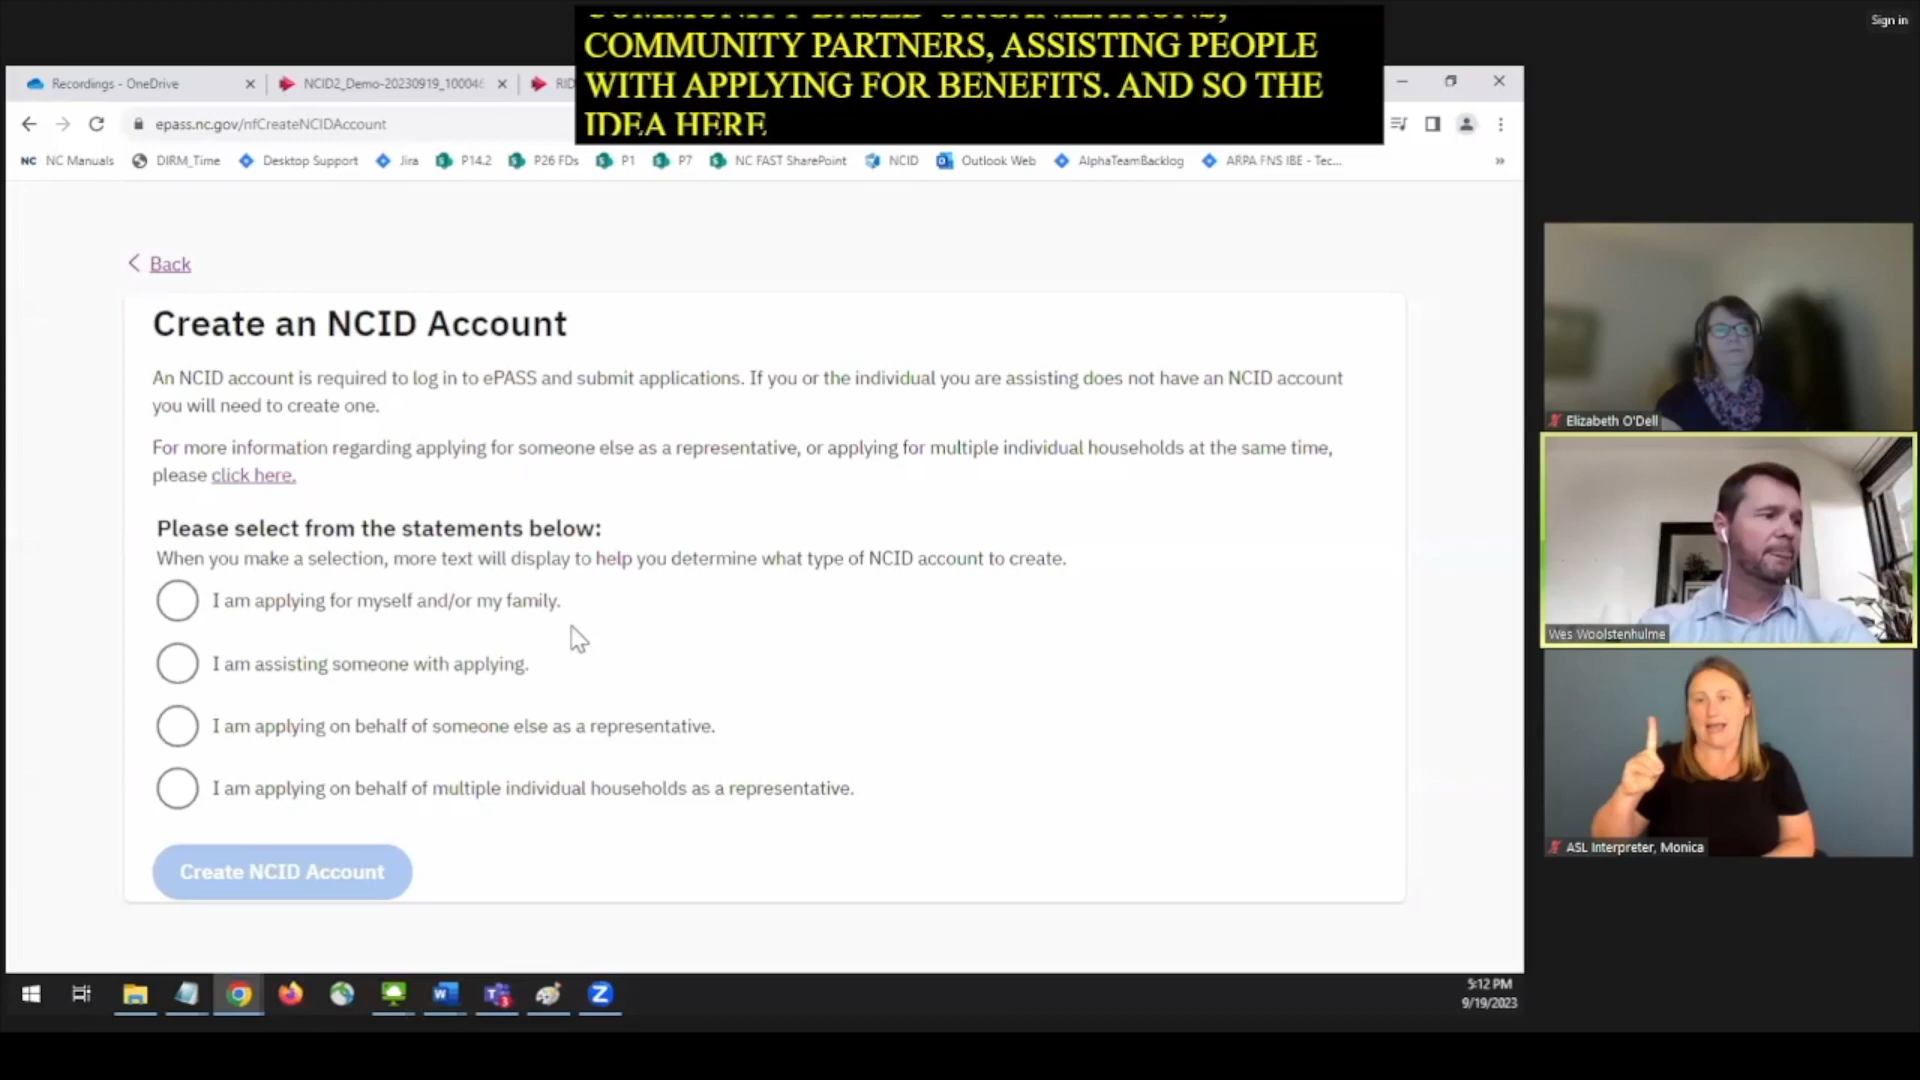 Sign in
COMMUNITY BASED ORGANIZATIONS,
COMMUNITY PARTNERS, ASSISTING PEOPLE
WITH APPLYING FOR BENEFITS. AND SO THE
IDEA HERE
Recordings - OneDrive
NCID2_Demo-20230919_10004
RID
epass.nc.gov/nfCreateNCIDAccount
NC NC Manuals
DIRM_Time
Desktop Support
Jira
P14.2
P26 FDs
P1
P7
NC FAST SharePoint
NCID
Outlook Web
AlphaTeamBacklog
ARPA FNS IBE - Tec...
Back
Create an NCID Account
An NCID account is required to log in to ePASS and submit applications. If you or the individual you are assisting does not have an NCID account
you will need to create one.
For more information regarding applying for someone else as a representative, or applying for multiple individual households at the same time,
please click here.
Please select from the statements below:
When you make a selection, more text will display to help you determine what type of NCID account to create.
I am applying for myself and/or my family.
I am assisting someone with applying.
I am applying on behalf of someone else as a representative.
I am applying on behalf of multiple individual households as a representative.
Create NCID Account
Elizabeth O'Dell
Wes Woolstenhulme
ASL Interpreter, Monica
5:12 PM
9/19/2023